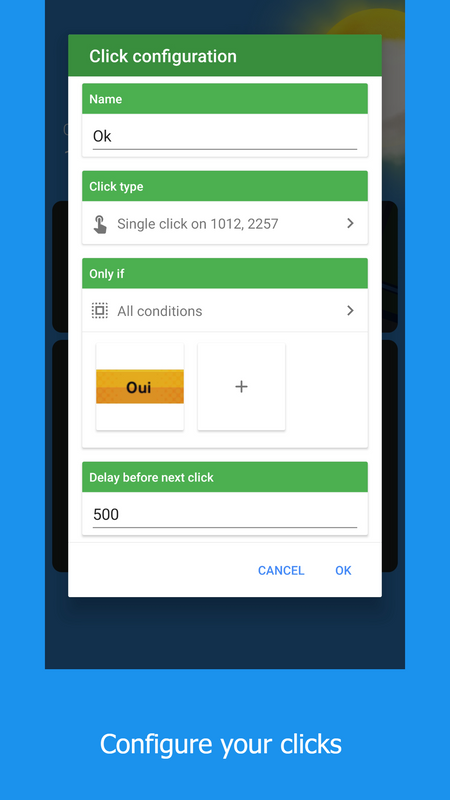 Click configuration
Name
Ok
Click type
Single click on 1012, 2257
Only if
All conditions
Oui
+
Delay before next click
500
CANCEL OK
Configure your clicks